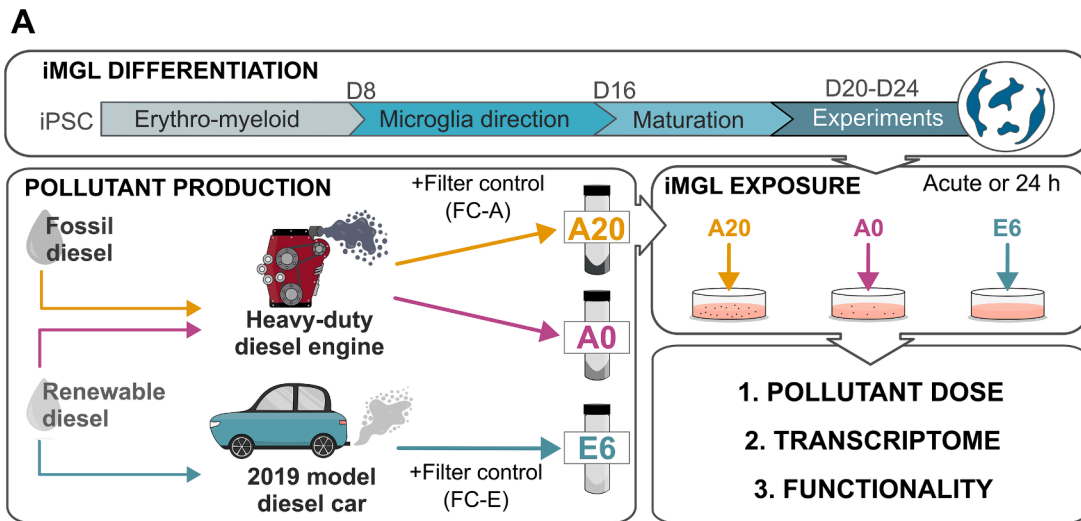 A
iMGL DIFFERENTIATION
D8
D16
D20-D24
iPSC
Erythro-myeloid
Microglia direction
Maturation
Experiments
POLLUTANT PRODUCTION
Fossil
diesel
Renewable
diesel
Heavy-duty
diesel engine
2019 model
diesel car
+Filter control
(FC-A)
+Filter control
(FC-E)
A20
A0
E6
iMGL EXPOSURE
Acute or 24 h
A20
A0
E6
1. POLLUTANT DOSE
2. TRANSCRIPTOME
3. FUNCTIONALITY